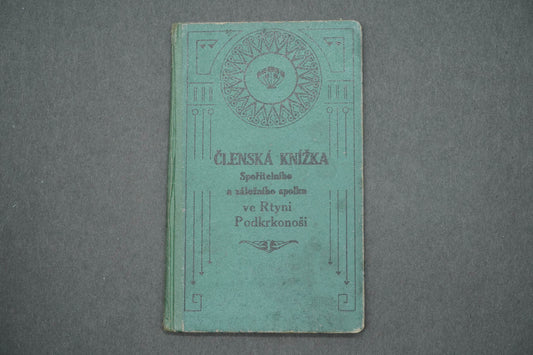 ČLENSKÁ KNÍŽKA
Spořitelního
a záložního spolku
ve Rtyni
Podkrkonoší